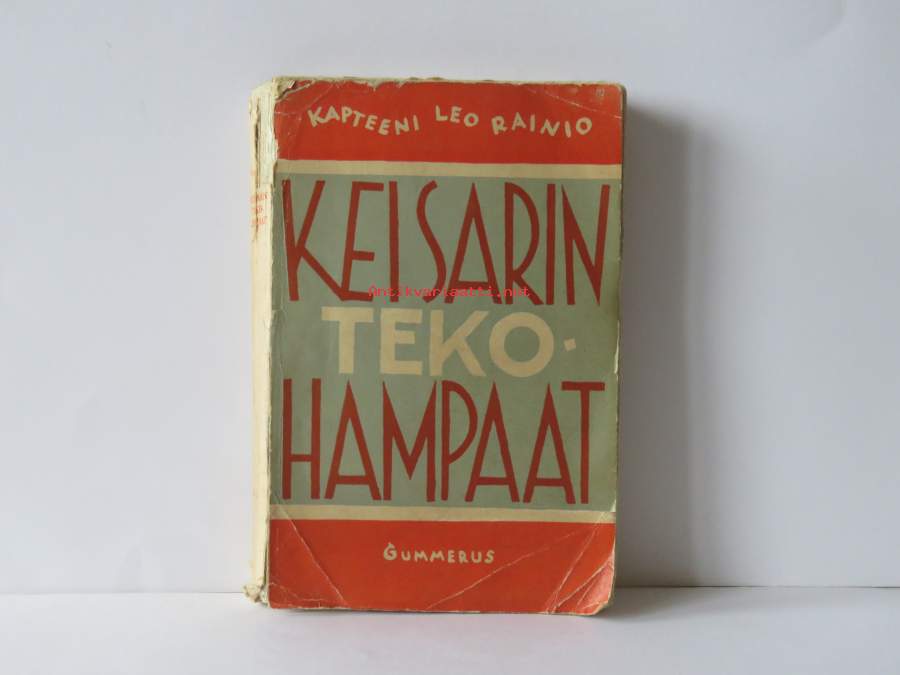 KAPTEENI LEO RAINIO
KEISARIN
Antikvariaatti.net
TEKO-
HAMPAAT
GUMMERUS